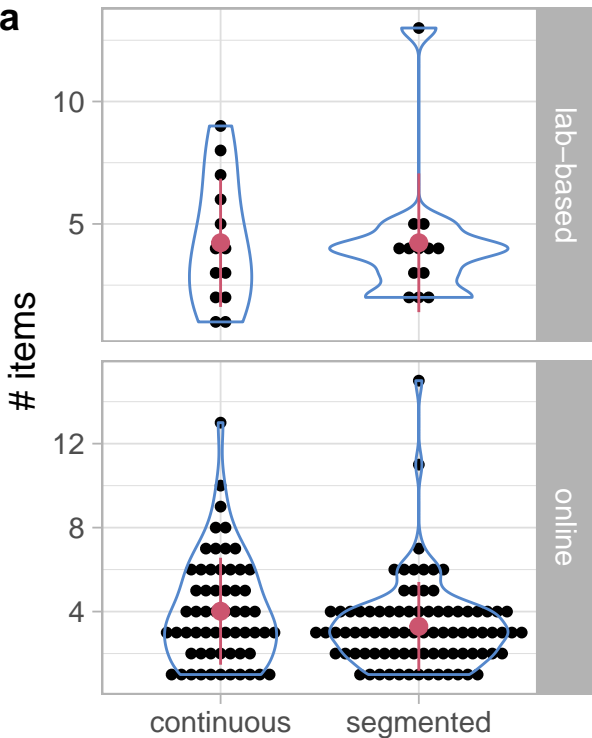 a
# items
10
5
lab–based
12
8
4
online
continuous
segmented